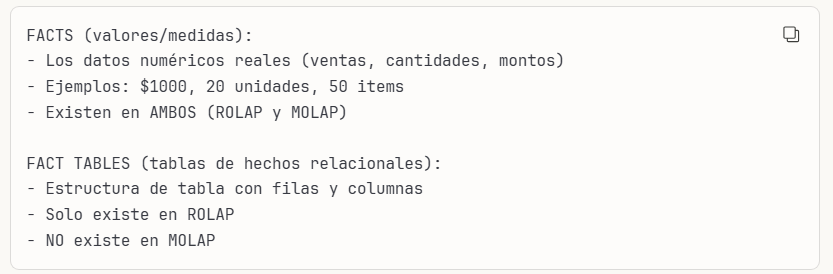 FACTS (valores/medidas):
- Los datos numéricos reales (ventas, cantidades, montos)
- Ejemplos: $1000, 20 unidades, 50 items
- Existen en AMBOS (ROLAP y MOLAP)
FACT TABLES (tablas de hechos relacionales):
- Estructura de tabla con filas y columnas
- Solo existe en ROLAP
- NO existe en MOLAP